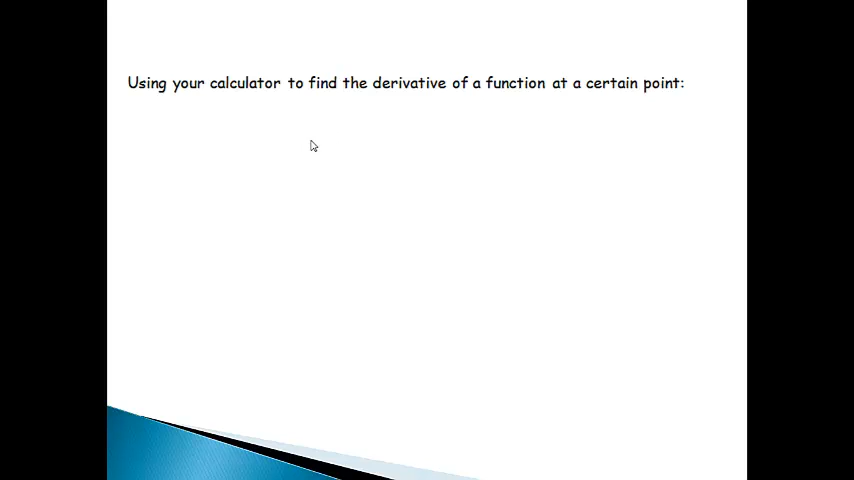 Using your calculator to find the derivative of a function at a certain point: